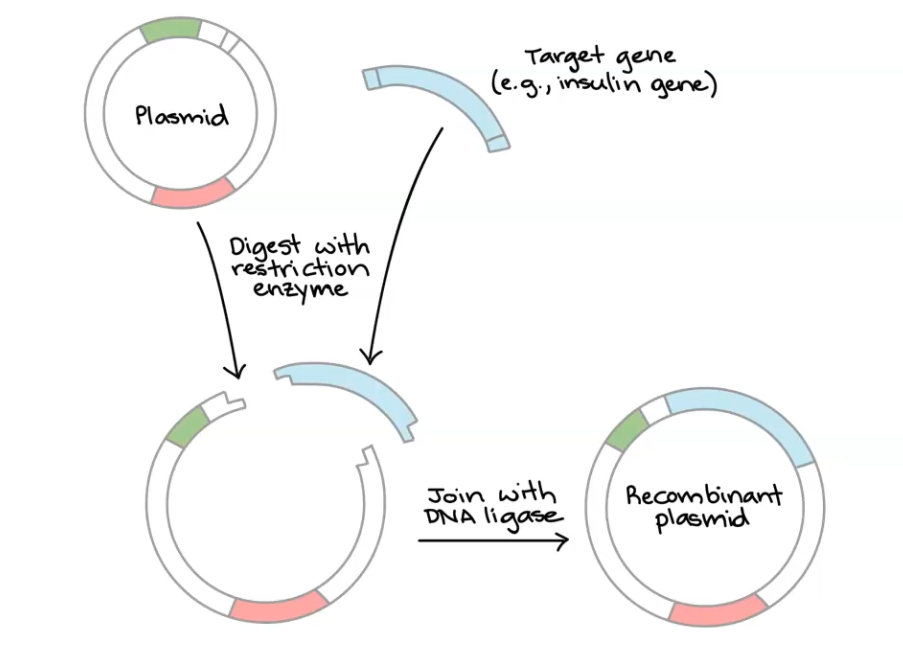 Plasmid
Target gene
(e.g., insulin gene)
Digest with
restriction
enzyme
Join with
DNA ligase
Recombinant
plasmid